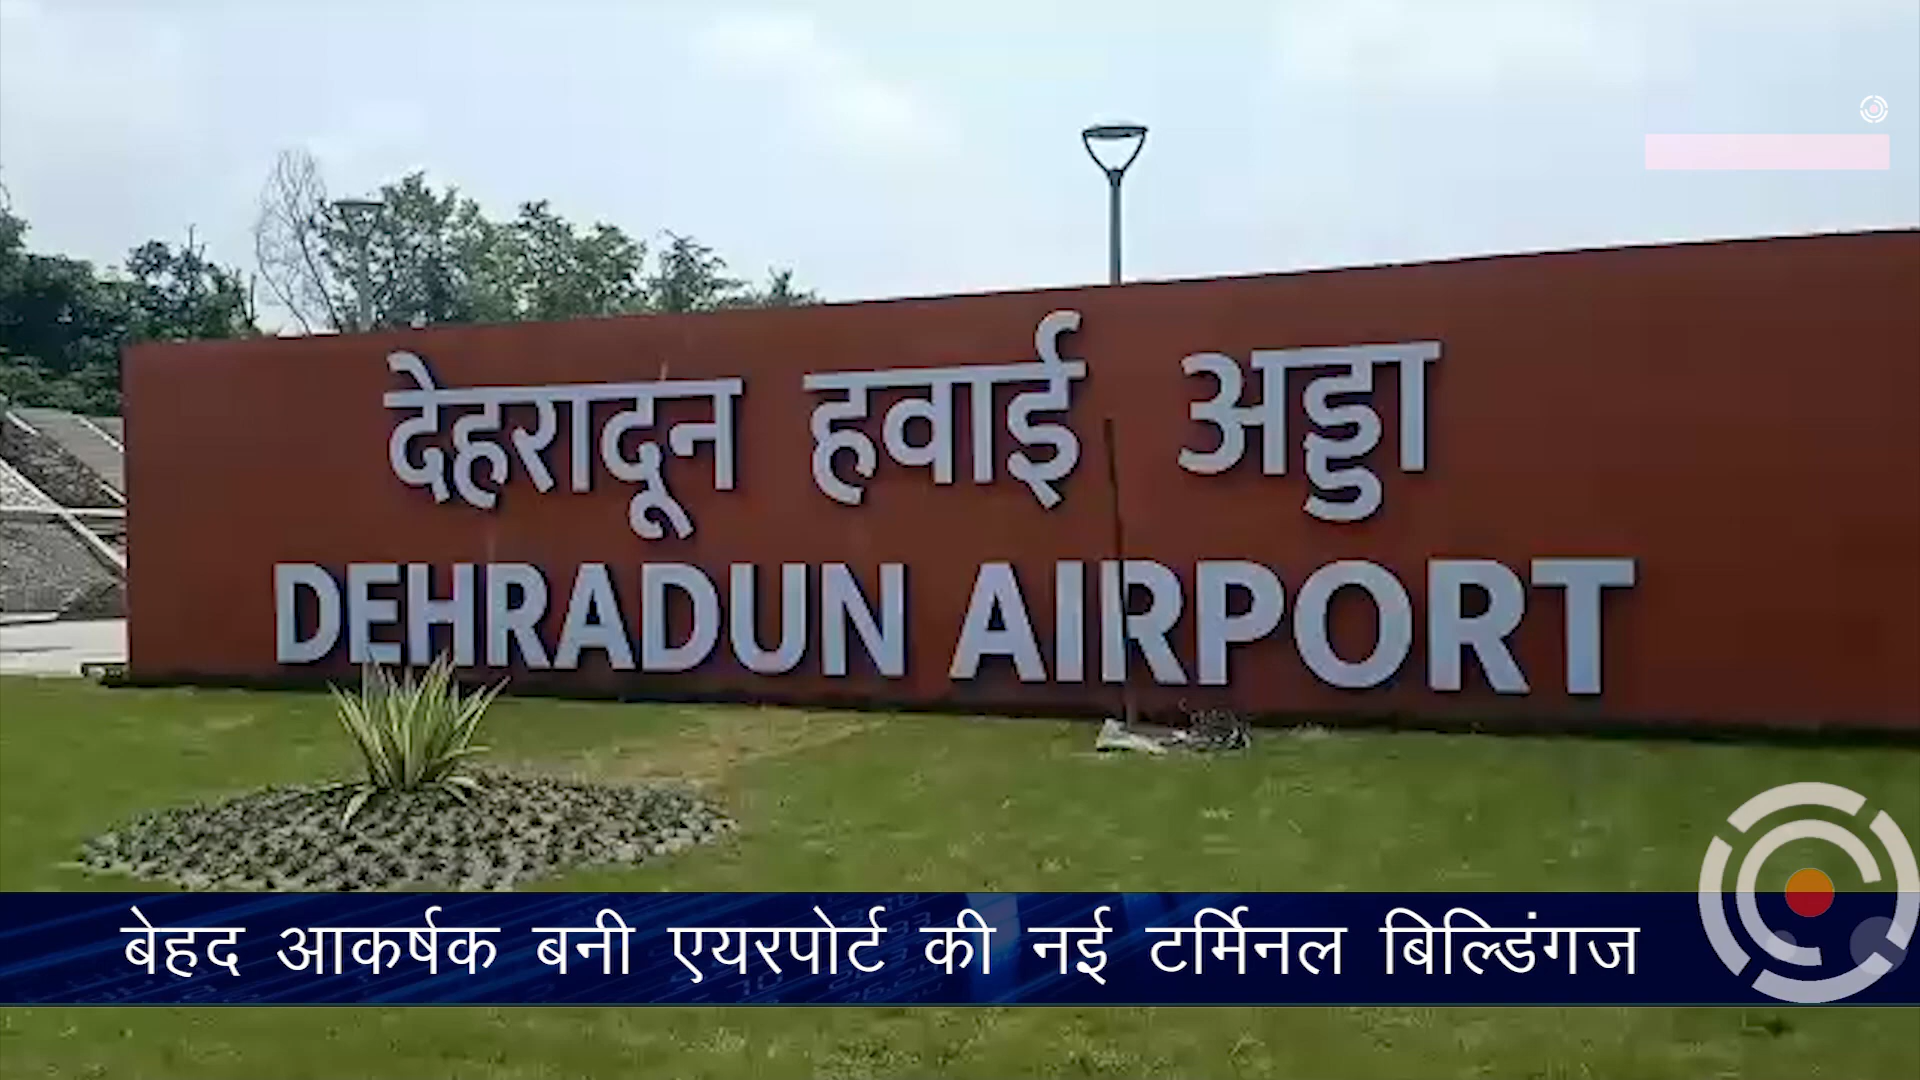 देहरादून हवाई अड्डा
DEHRADUN AIRPORT
बेहद आकर्षक बनी एयरपोर्ट की नई टर्मिनल बिल्डिंगज